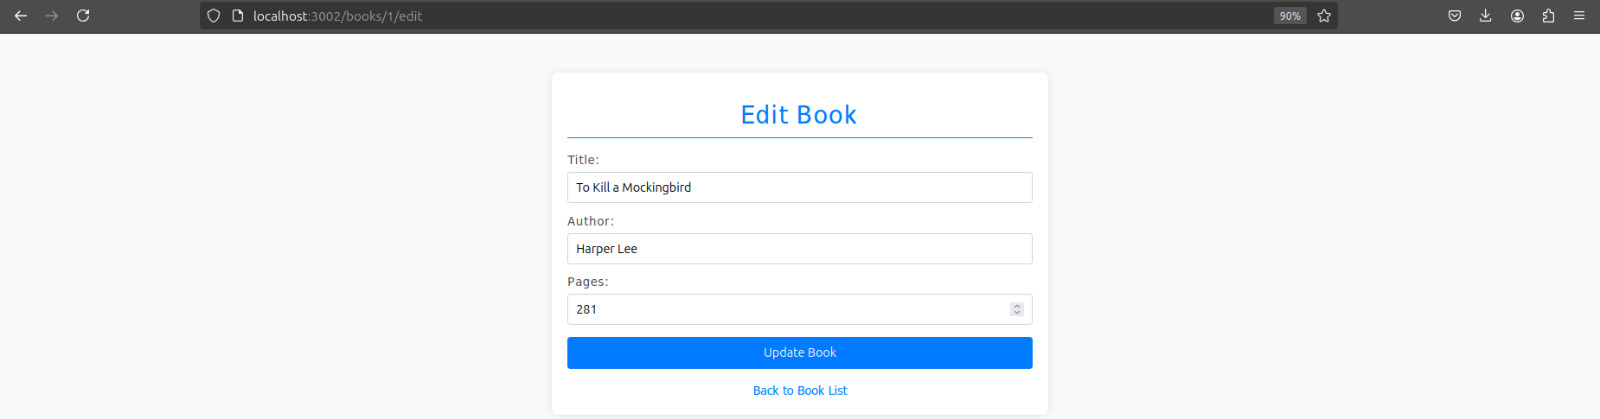 localhost:3002/books/1/edit
90%
Edit Book
Title:
To Kill a Mockingbird
Author:
Harper Lee
Pages:
281
Update Book
Back to Book List